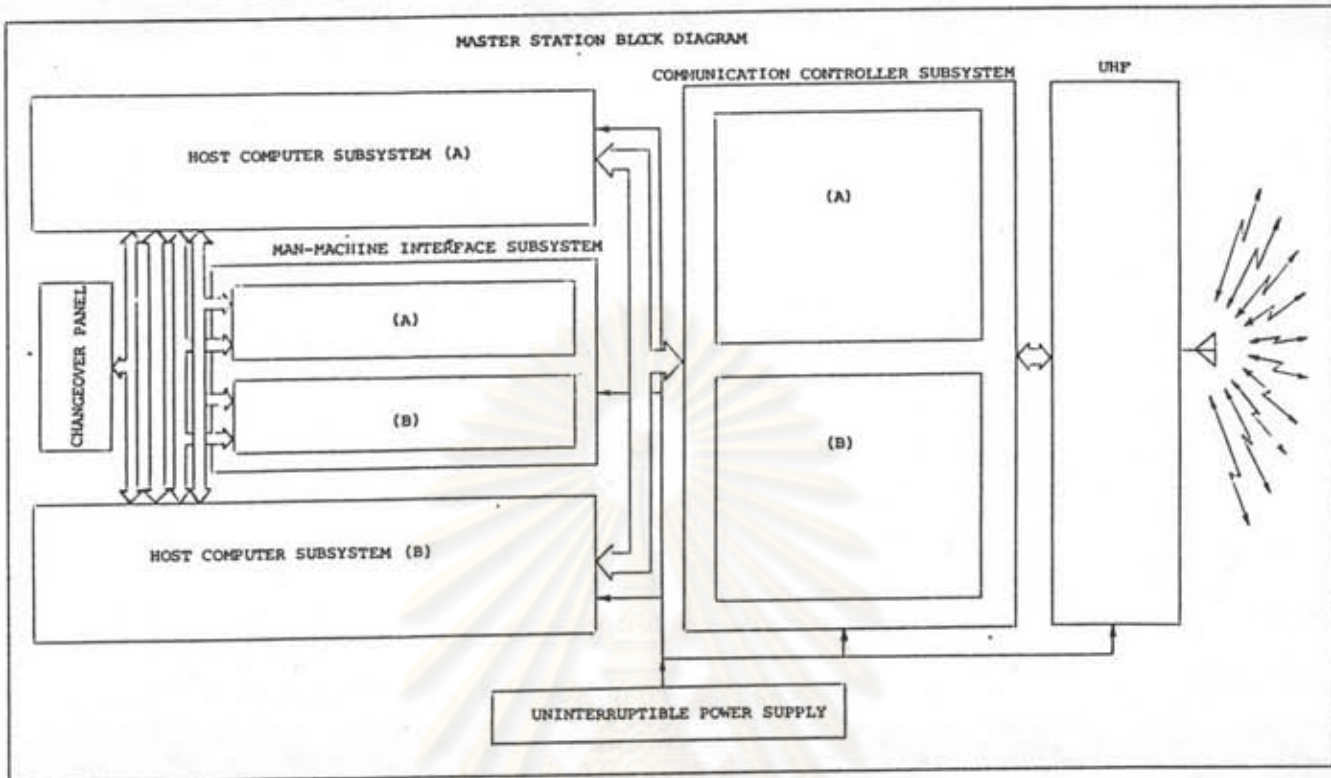 MASTER STATION BLOCK DIAGRAM
COMMUNICATION CONTROLLER SUBSYSTEM
UHF
HOST COMPUTER SUBSYSTEM (A)
(A)
MAN-MACHINE INTERFACE SUBSYSTEM
(A)
CHANGEOVER PANEL
(B)
(B)
HOST COMPUTER SUBSYSTEM (B)
UNINTERRUPTIBLE POWER SUPPLY